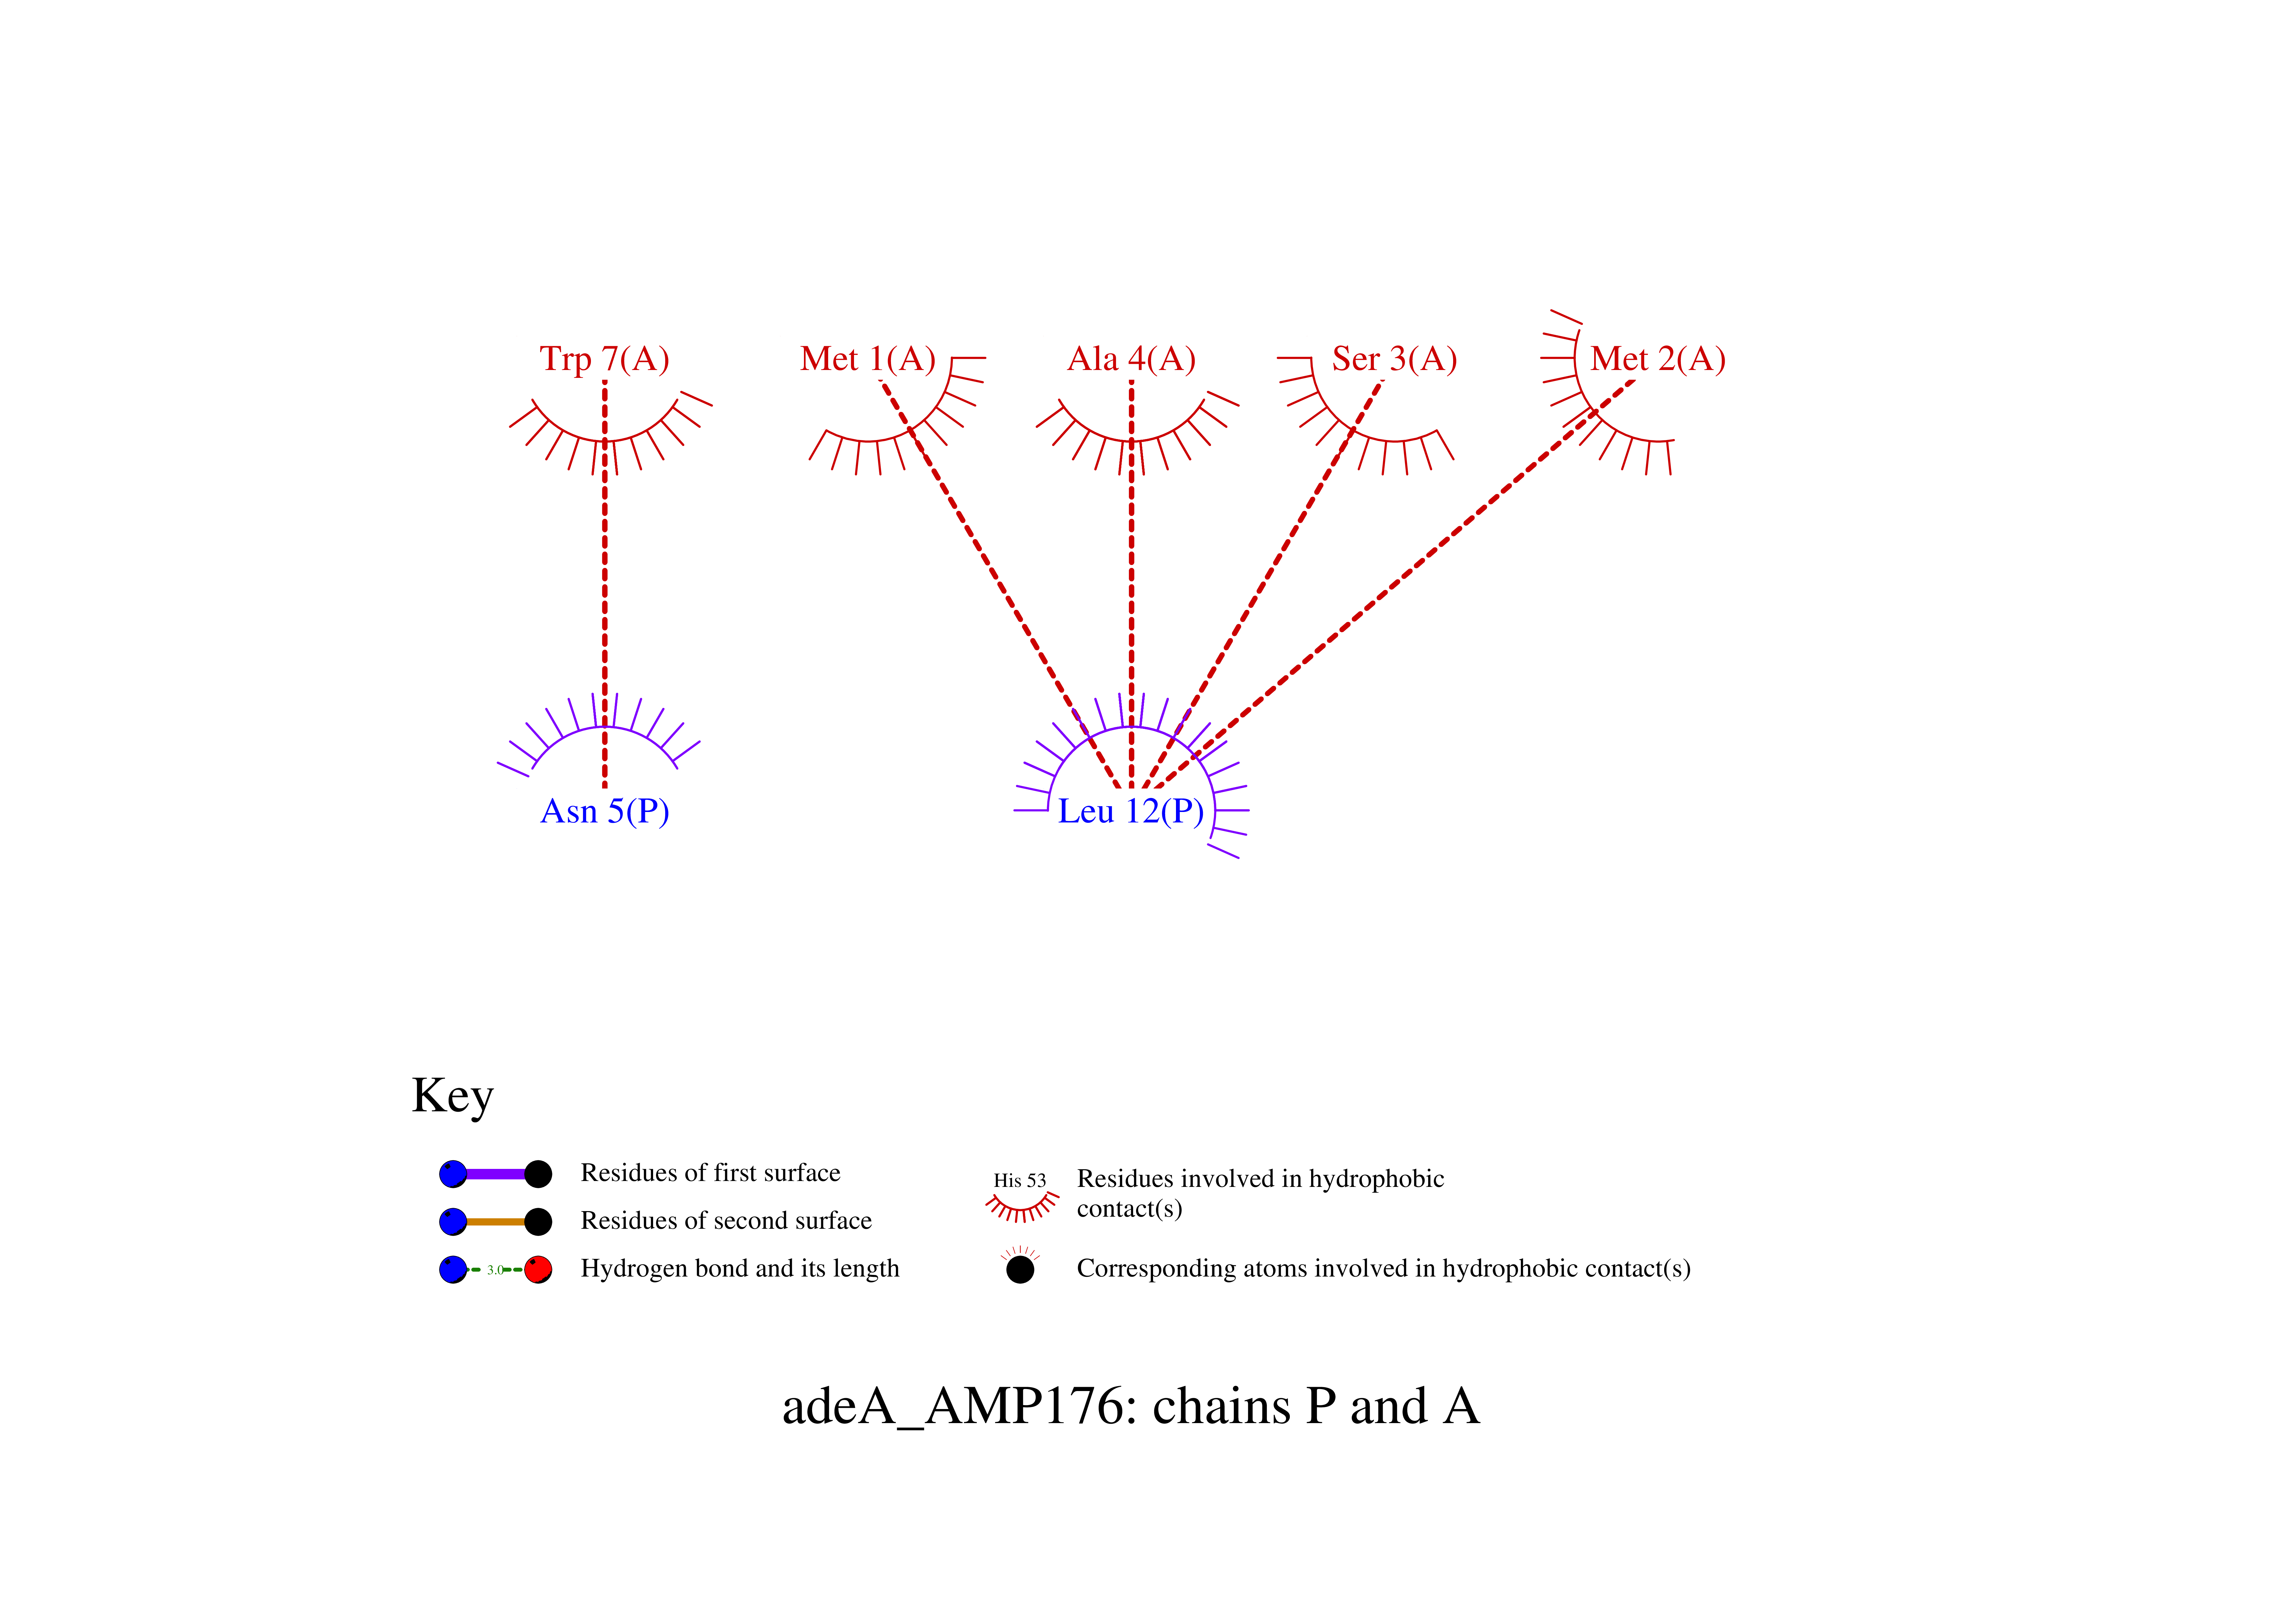 Trp 7(A) Met 1(A) Ala 4(A) Ser 3(A) Met 2(A)
Asn 5(P) Leu 12(P)
Key
Residues of first surface
Residues of second surface
3.0 Hydrogen bond and its length
His 53 Residues involved in hydrophobic
contact(s)
Corresponding atoms involved in hydrophobic contact(s)
adeA_AMP176: chains P and A